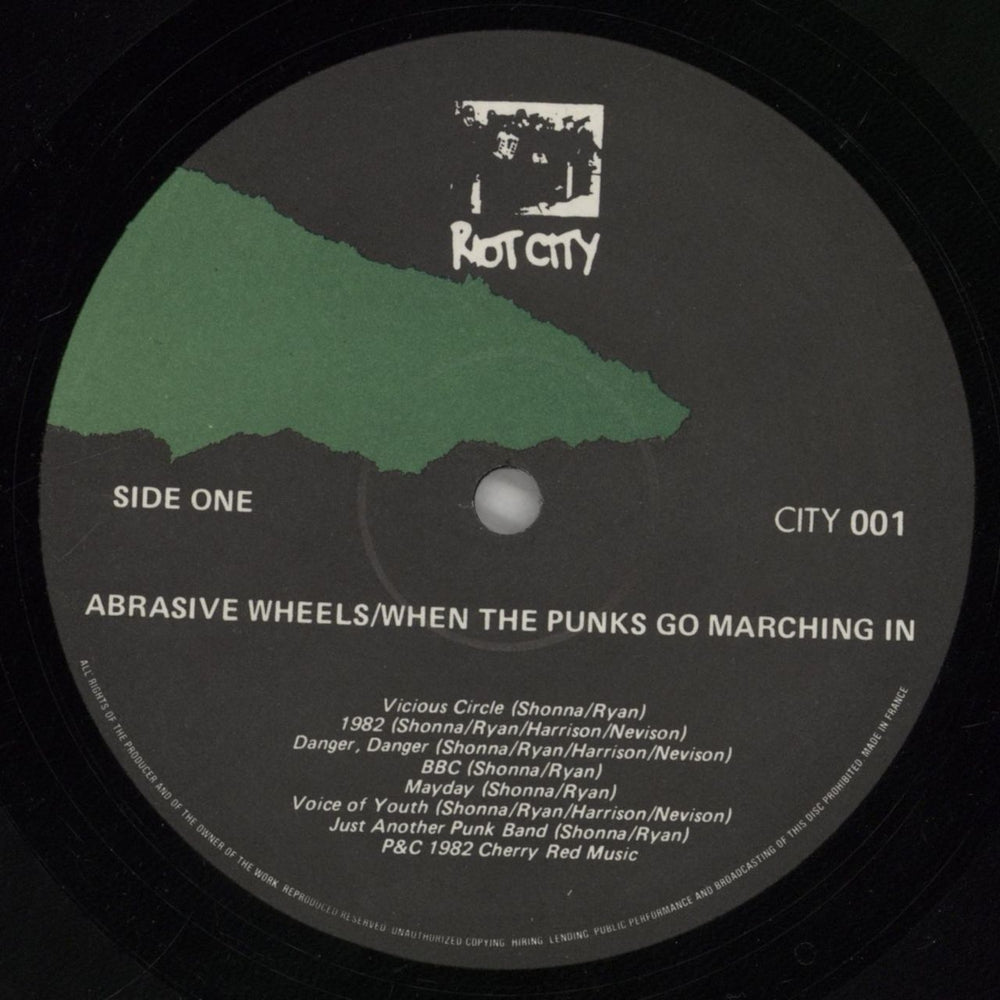 RIOT CITY
SIDE ONE
CITY 001
ABRASIVE WHEELS/WHEN THE PUNKS GO MARCHING IN
Vicious Circle (Shonna/Ryan)
1982 (Shonna/Ryan/Harrison/Nevison)
Danger, Danger (Shonna/Ryan/Harrison/Nevison)
BBC (Shonna/Ryan)
Mayday (Shonna/Ryan)
Voice of Youth (Shonna/Ryan/Harrison/Nevison)
Just Another Punk Band (Shonna/Ryan)
P&C 1982 Cherry Red Music
ALL RIGHTS OF THE PRODUCER AND OF THE OWNER OF THE WORK REPRODUCED RESERVED UNAUTHORIZED COPYING HIRING LENDING PUBLIC PERFORMANCE AND BROADCASTING OF THIS DISC PROHIBITED MADE IN FRANCE